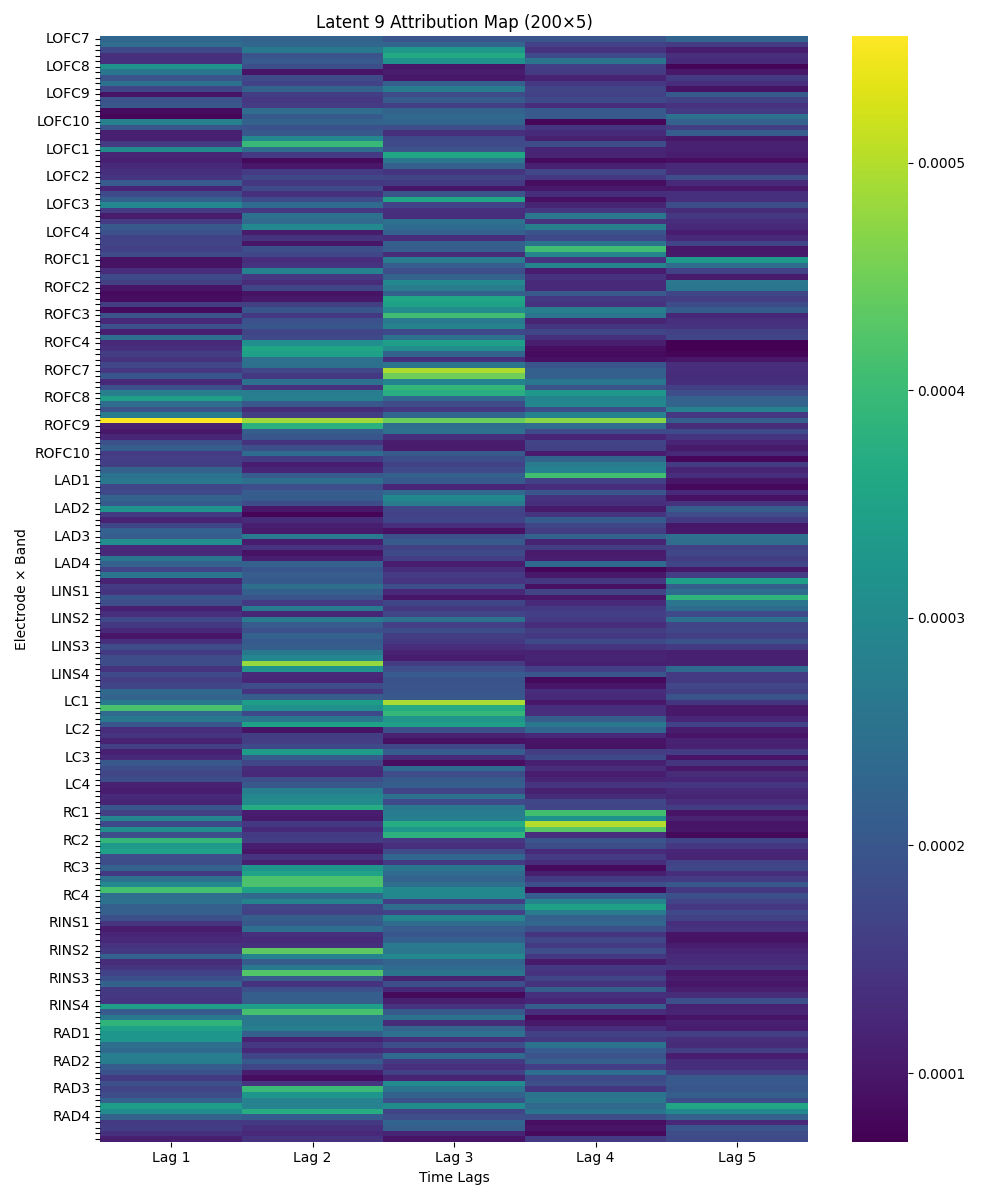 Latent 9 Attribution Map (200×5)
LOFC7
LOFC8
LOFC9
LOFC10
LOFC1
LOFC2
LOFC3
LOFC4
ROFC1
ROFC2
ROFC3
ROFC4
ROFC7
ROFC8
ROFC9
ROFC10
LAD1
LAD2
LAD3
LAD4
LINS1
LINS2
LINS3
LINS4
LC1
LC2
LC3
LC4
RC1
RC2
RC3
RC4
RINS1
RINS2
RINS3
RINS4
RAD1
RAD2
RAD3
RAD4
Electrode × Band
Lag 1
Lag 2
Lag 3
Lag 4
Lag 5
Time Lags
0.0005
0.0004
0.0003
0.0002
0.0001